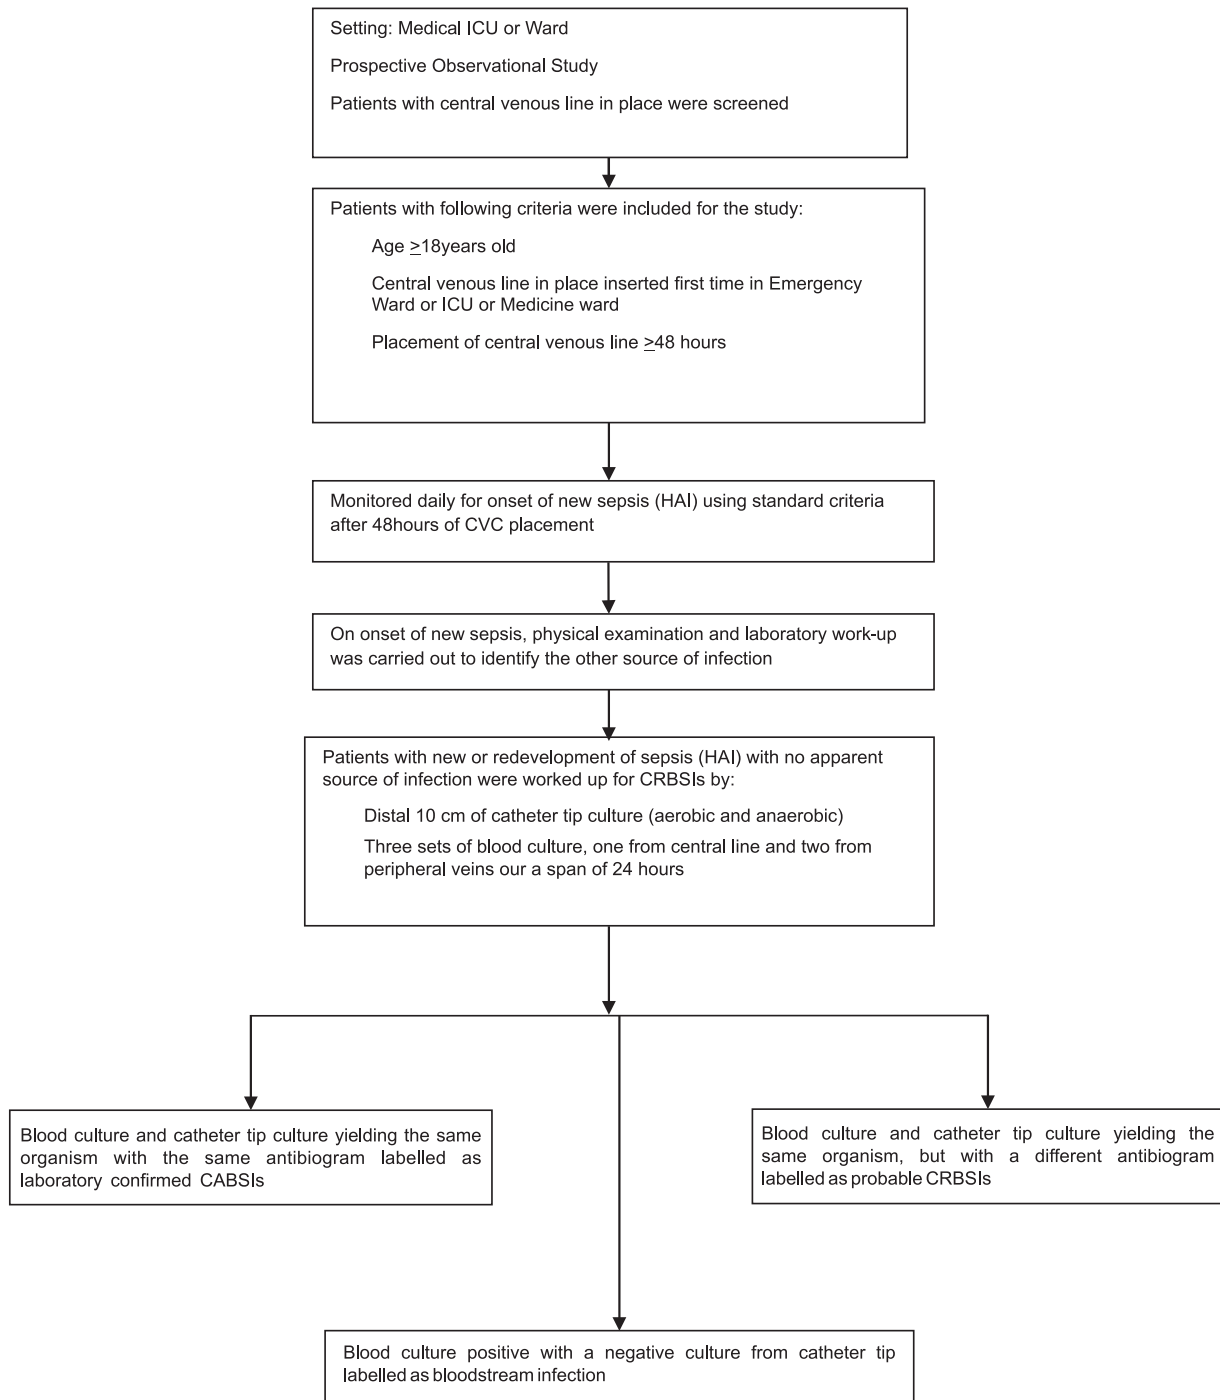 Setting: Medical ICU or Ward
Prospective Observational Study
Patients with central venous line in place were screened
Patients with following criteria were included for the study:
Age ≥18years old
Central venous line in place inserted first time in Emergency
Ward or ICU or Medicine ward
Placement of central venous line ≥48 hours
Monitored daily for onset of new sepsis (HAI) using standard criteria
after 48hours of CVC placement
On onset of new sepsis, physical examination and laboratory work-up
was carried out to identify the other source of infection
Patients with new or redevelopment of sepsis (HAI) with no apparent
source of infection were worked up for CRBSIs by:
Distal 10 cm of catheter tip culture (aerobic and anaerobic)
Three sets of blood culture, one from central line and two from
peripheral veins our a span of 24 hours
Blood culture and catheter tip culture yielding the same
organism with the same antibiogram labelled as
laboratory confirmed CABSIs
Blood culture and catheter tip culture yielding the
same organism, but with a different antibiogram
labelled as probable CRBSIs
Blood culture positive with a negative culture from catheter tip
labelled as bloodstream infection